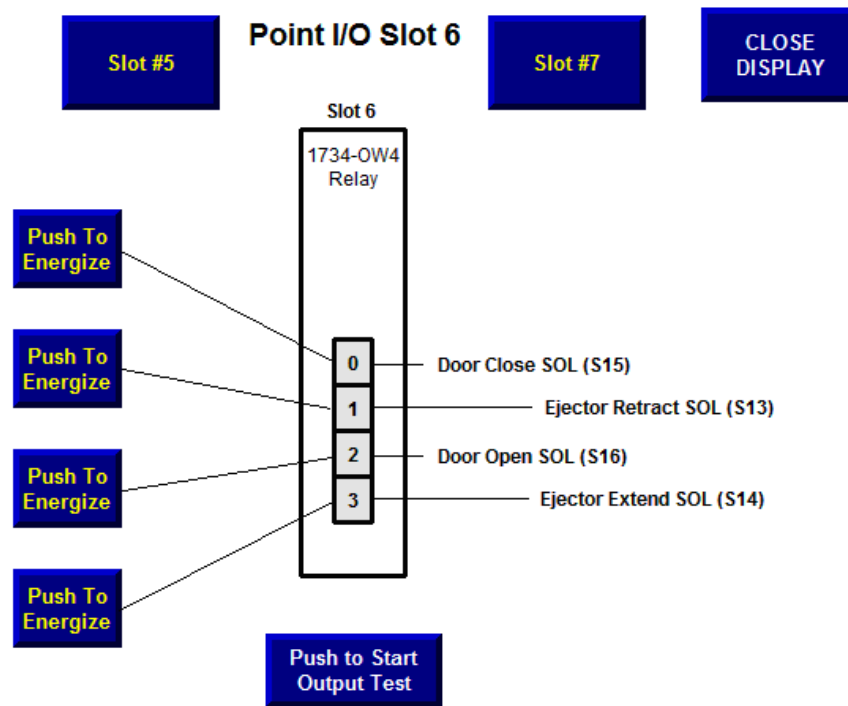 Point I/O Slot 6
Slot #5
Slot #7
CLOSE
DISPLAY
Slot 6
1734-OW4
Relay
Push To
Energize
Push To
Energize
Push To
Energize
Push To
Energize
0
Door Close SOL (S15)
1
Ejector Retract SOL (S13)
2
Door Open SOL (S16)
3
Ejector Extend SOL (S14)
Push to Start
Output Test